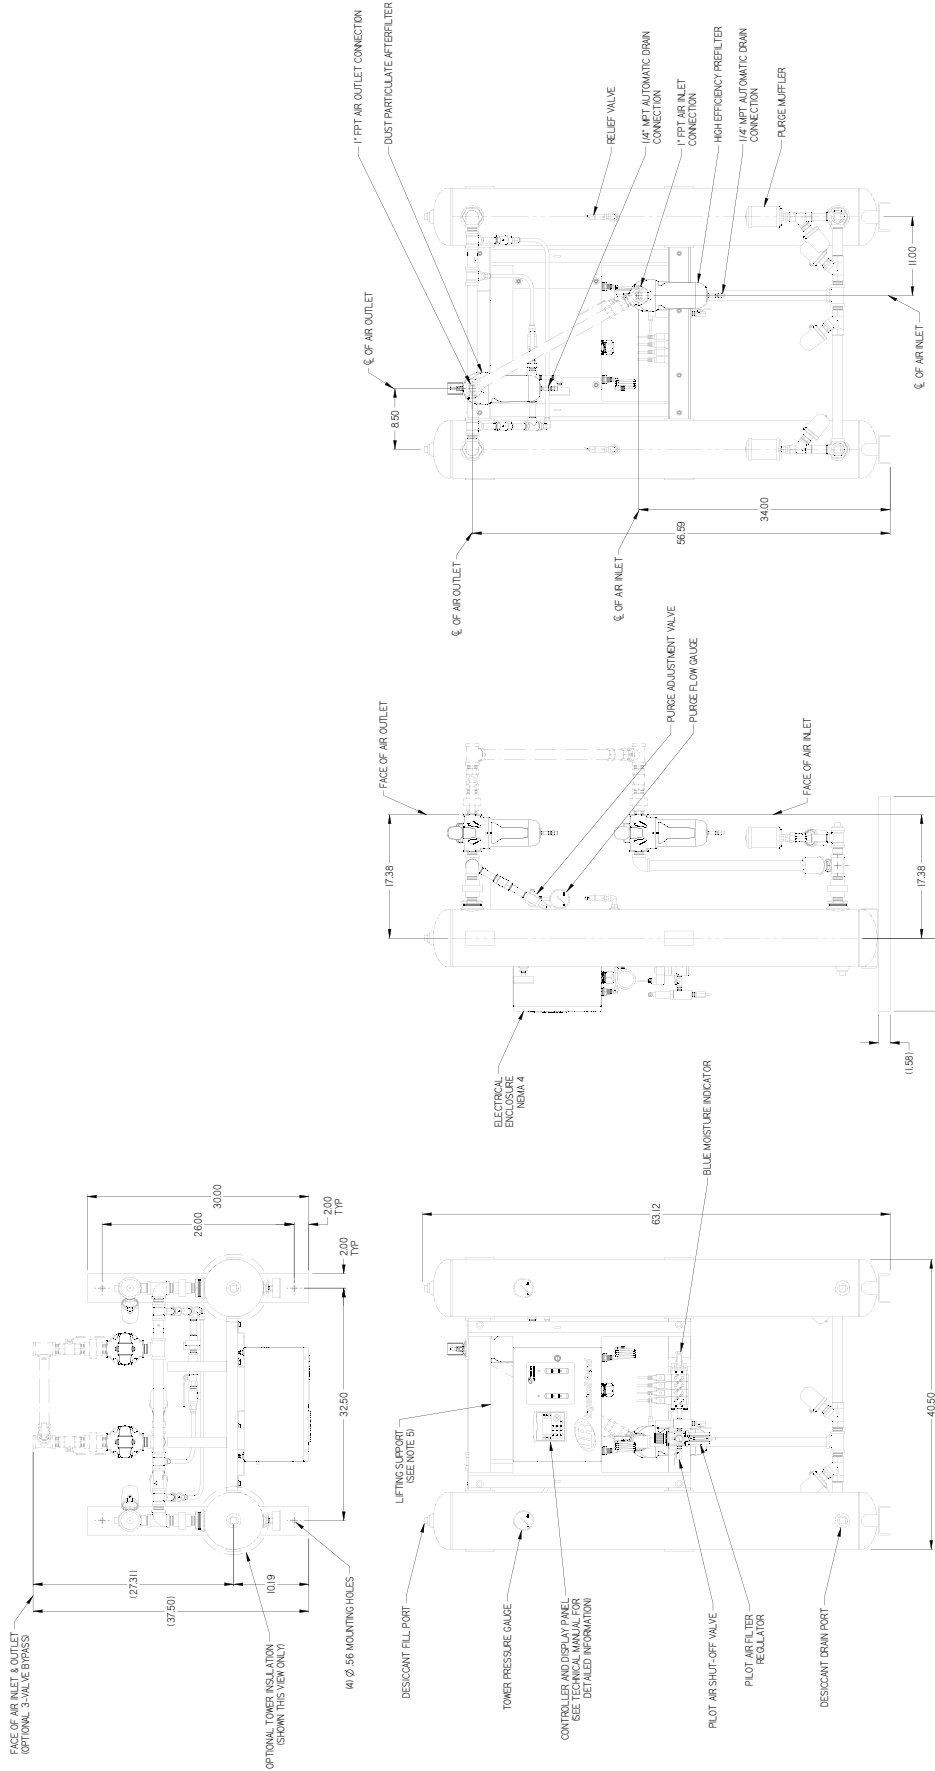 FACE OF AIR INLET & OUTLET
(OPTIONAL 3-VALVE BYPASS)
(27.31)
(37.50)
10.19
OPTIONAL TOWER INSULATION
(SHOWN THIS VIEW ONLY)
(4) Ø .56 MOUNTING HOLES
32.50
2.00
TYP
2.00
TYP
26.00
30.00
DESICCANT FILL PORT
LIFTING SUPPORT
(SEE NOTE 5)
TOWER PRESSURE GAUGE
CONTROLLER AND DISPLAY PANEL
(SEE TECHNICAL MANUAL FOR
DETAILED INFORMATION)
PILOT AIR SHUT-OFF VALVE
PILOT AIR FILTER
REGULATOR
DESICCANT DRAIN PORT
BLUE MOISTURE INDICATOR
63.12
40.50
ELECTRICAL
ENCLOSURE
NEMA 4
17.38
FACE OF AIR OUTLET
PURGE ADJUSTMENT VALVE
PURGE FLOW GAUGE
FACE OF AIR INLET
17.38
(1.58)
℄ OF AIR OUTLET
℄ OF AIR INLET
56.59
34.00
8.50
℄ OF AIR OUTLET
1" FPT AIR OUTLET CONNECTION
DUST PARTICULATE AFTERFILTER
RELIEF VALVE
1/4" MPT AUTOMATIC DRAIN
CONNECTION
1" FPT AIR INLET
CONNECTION
HIGH EFFICIENCY PREFILTER
1/4" MPT AUTOMATIC DRAIN
CONNECTION
PURGE MUFFLER
11.00
℄ OF AIR INLET